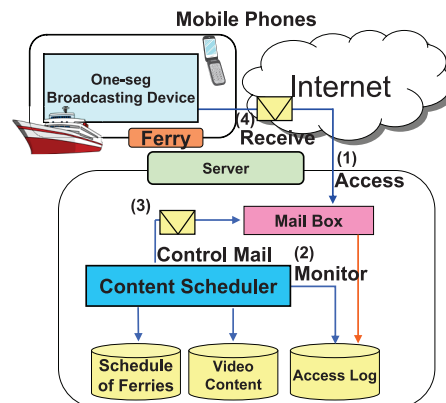 Mobile Phones
One-seg
Broadcasting Device
Internet
Ferry
(4)
Receive
(1)
Access
Server
(3)
Mail Box
Control Mail
(2)
Monitor
Content Scheduler
Schedule
of Ferries
Video
Content
Access Log